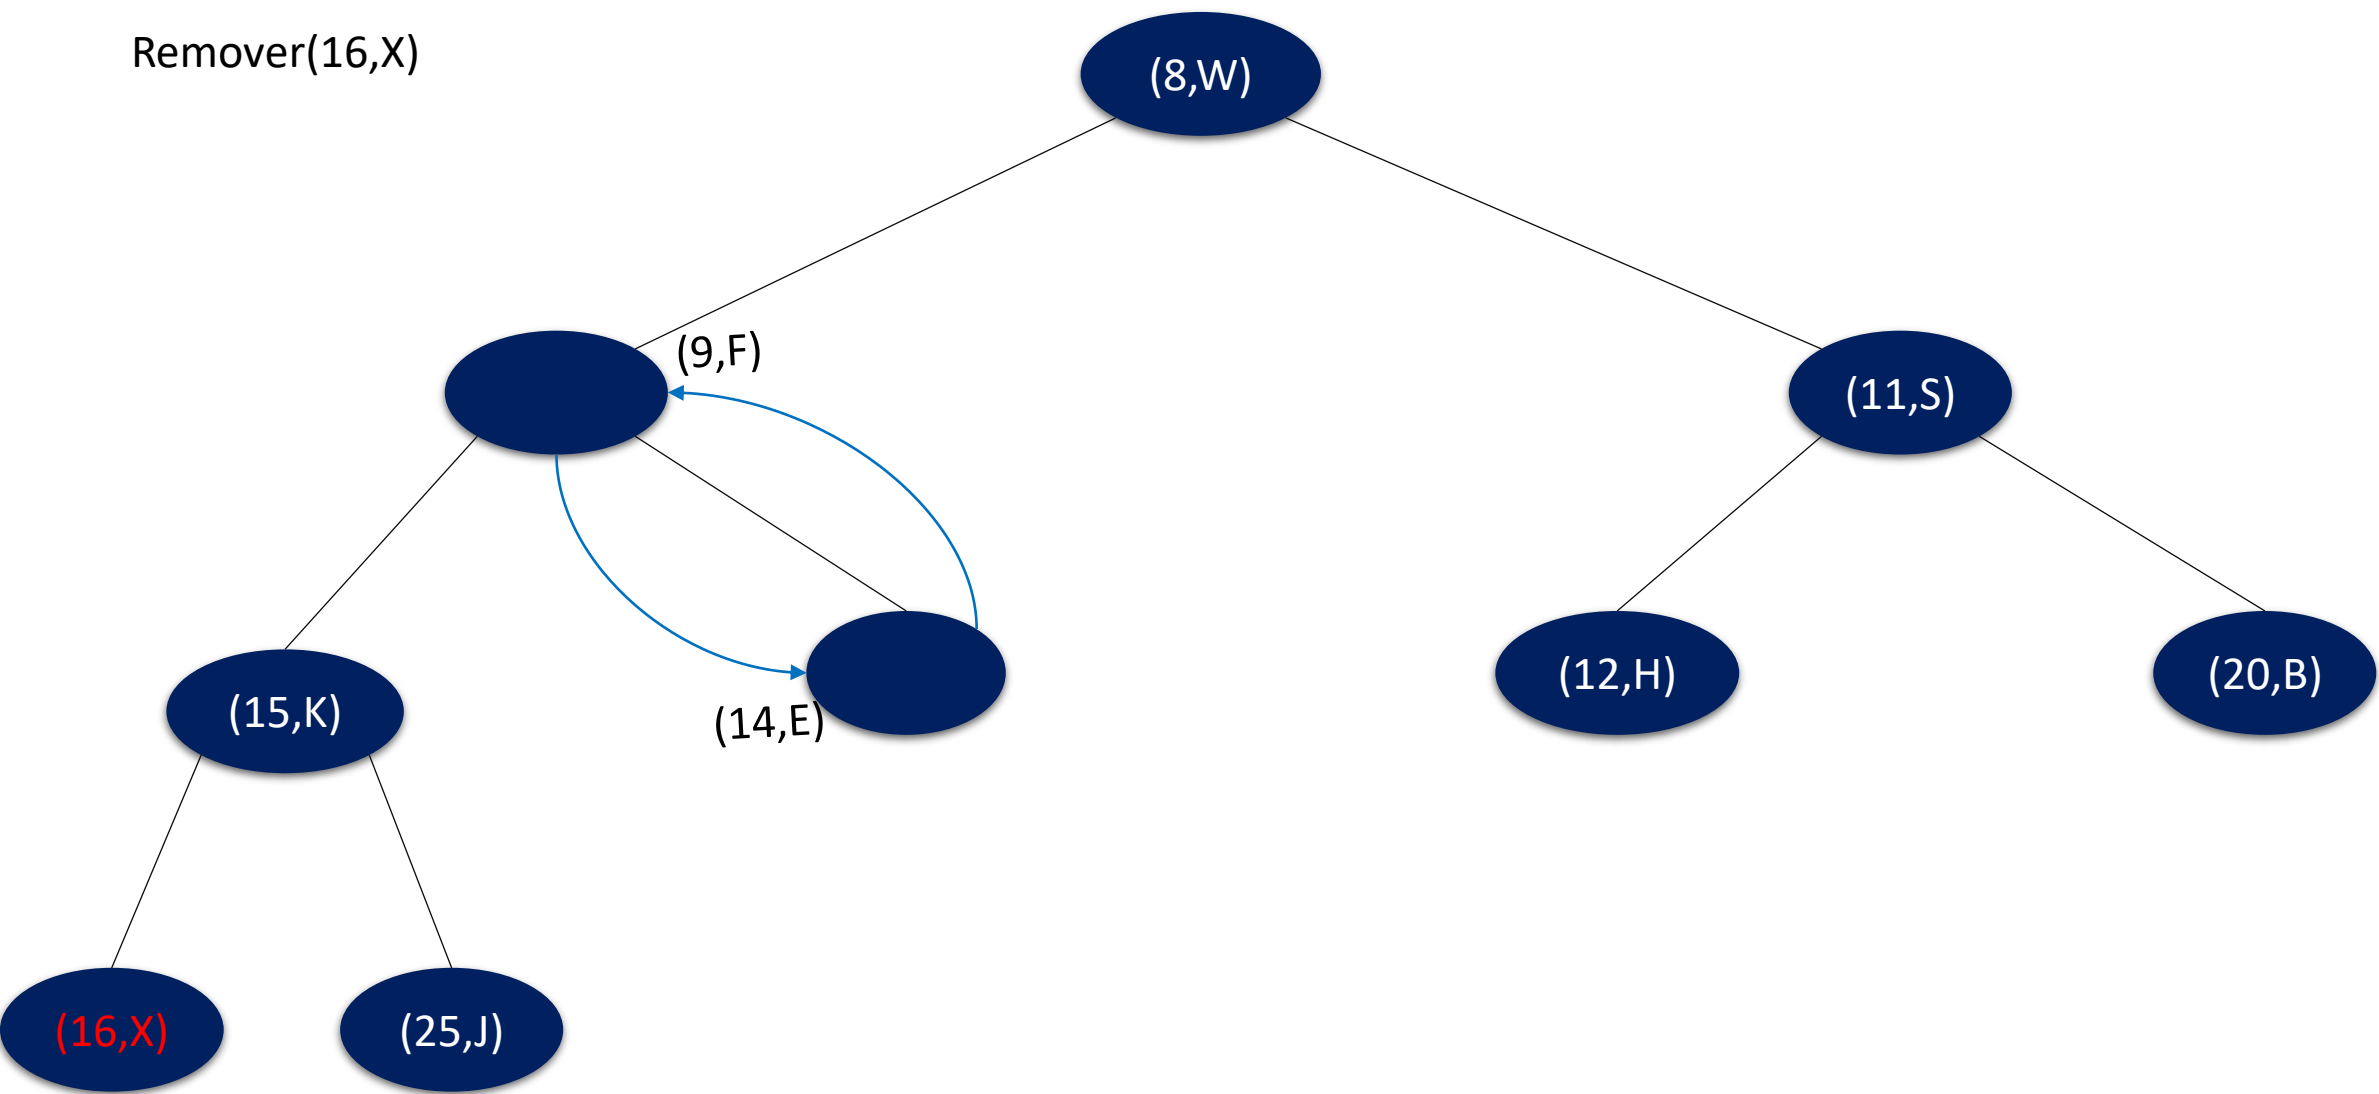 Remover(16,X)
(8,W)
(9,F)
(11,S)
(15,K)
(14,E)
(12,H)
(20,B)
(16,X)
(25,J)